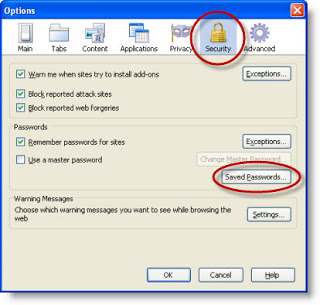 Options
Main Tabs Content Applications Privacy Security Advanced
Warn me when sites try to install add-ons Exceptions...
Block reported attack sites
Block reported web forgeries
Passwords
Remember passwords for sites Exceptions...
Use a master password Change Master Password...
Saved Passwords...
Warning Messages
Choose which warning messages you want to see while browsing the
web
Settings...
OK Cancel Help